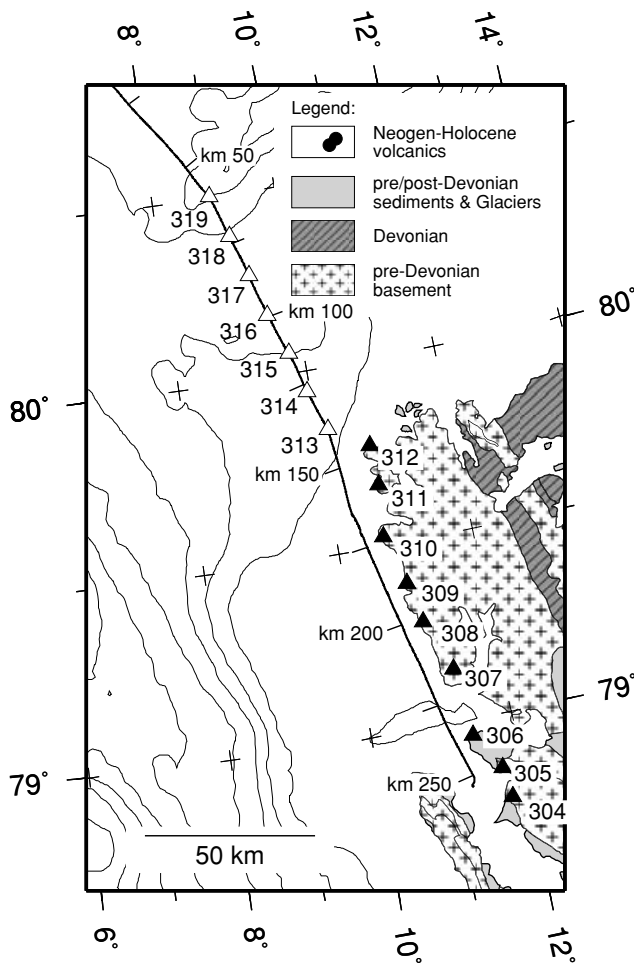 8°
10°
12°
14°
Legend:
Neogen-Holocene
volcanics
pre/post-Devonian
sediments & Glaciers
Devonian
pre-Devonian
basement
km 50
319
318
317
km 100
316
80°
315
314
80°
313
312
km 150
311
310
309
308
km 200
307
79°
306
305
79°
km 250
304
50 km
6°
8°
10°
12°